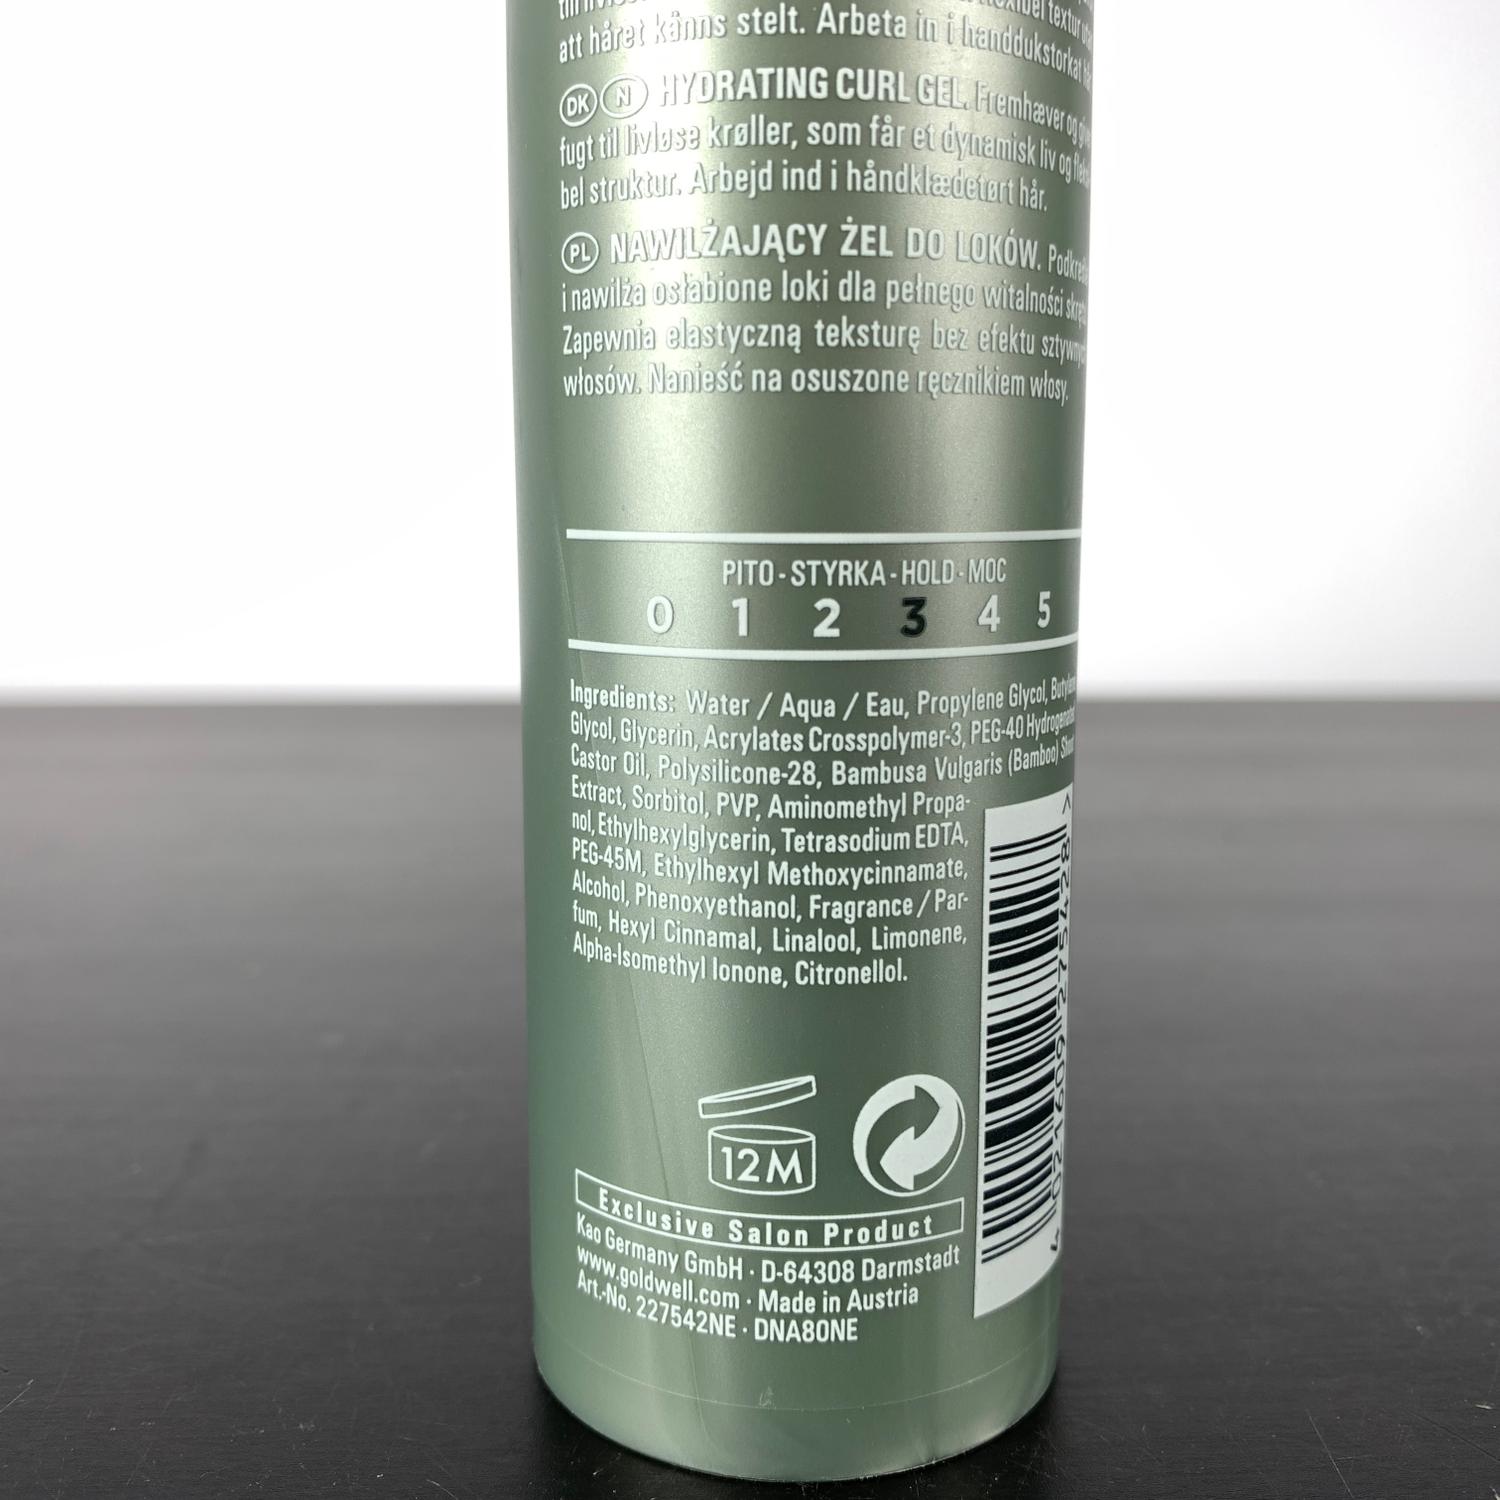 att håret känns stelt. Arbeta in i handdukstorkat
DK N HYDRATING CURL GEL. Fremhæver og
fugt til livløse krøller, som får et dynamisk liv og
bel struktur. Arbejd ind i håndklædetørt hår.
PL NAWILŻAJĄCY ŻEL DO LOKÓW.
i nawilża osłabione loki dla pełnego witalności
Zapewnia elastyczną teksturę bez efektu
włosów. Nanieść na osuszone ręcznikiem włosy.
PITO - STYRKA - HOLD - MOC
0 1 2 3 4 5
Ingredients: Water / Aqua / Eau, Propylene Glycol, Butylene
Glycol, Glycerin, Acrylates Crosspolymer-3, PEG-40 Hydrogenated
Castor Oil, Polysilicone-28, Bambusa Vulgaris (Bamboo) Shoot
Extract, Sorbitol, PVP, Aminomethyl Propa-
nol, Ethylhexylglycerin, Tetrasodium EDTA,
PEG-45M, Ethylhexyl Methoxycinnamate,
Alcohol, Phenoxyethanol, Fragrance / Par-
fum, Hexyl Cinnamal, Linalool, Limonene,
Alpha-Isomethyl Ionone, Citronellol.
4 021609 275428 >
12M
Exclusive Salon Product
Kao Germany GmbH · D-64308 Darmstadt
www.goldwell.com · Made in Austria
Art.-No. 227542NE · DNA80NE